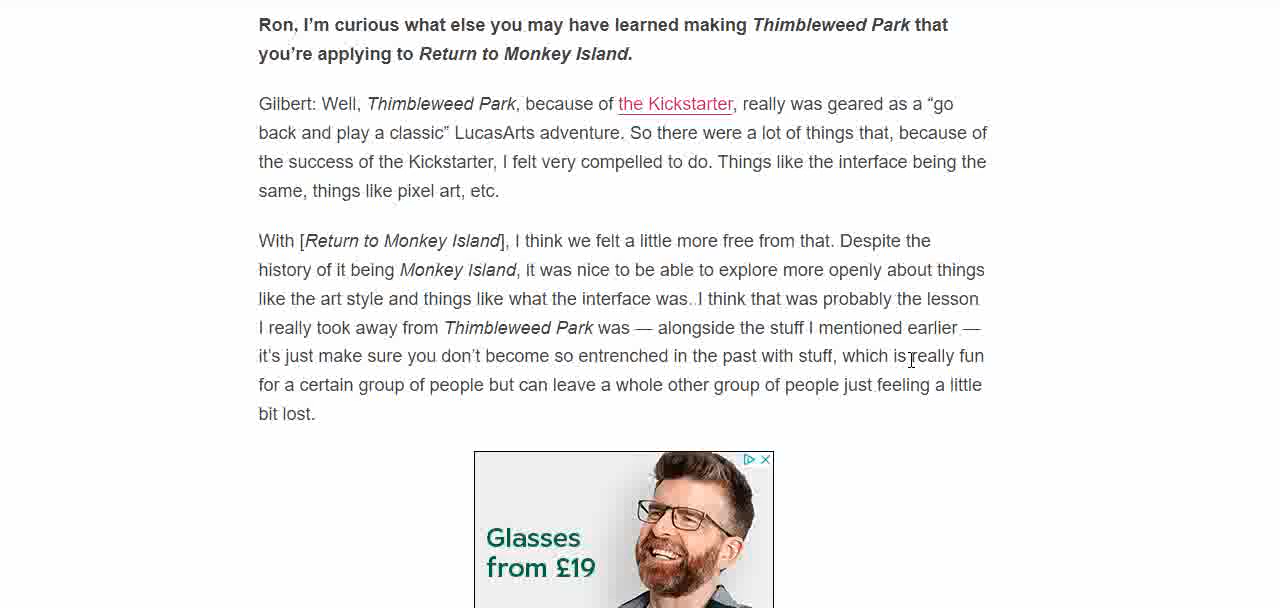 Ron, I’m curious what else you may have learned making Thimbleweed Park that
you’re applying to Return to Monkey Island.
Gilbert: Well, Thimbleweed Park, because of the Kickstarter, really was geared as a “go
back and play a classic” LucasArts adventure. So there were a lot of things that, because of
the success of the Kickstarter, I felt very compelled to do. Things like the interface being the
same, things like pixel art, etc.
With [Return to Monkey Island], I think we felt a little more free from that. Despite the
history of it being Monkey Island, it was nice to be able to explore more openly about things
like the art style and things like what the interface was. I think that was probably the lesson
I really took away from Thimbleweed Park was — alongside the stuff I mentioned earlier —
it’s just make sure you don’t become so entrenched in the past with stuff, which is really fun
for a certain group of people but can leave a whole other group of people just feeling a little
bit lost.
Glasses
from £19